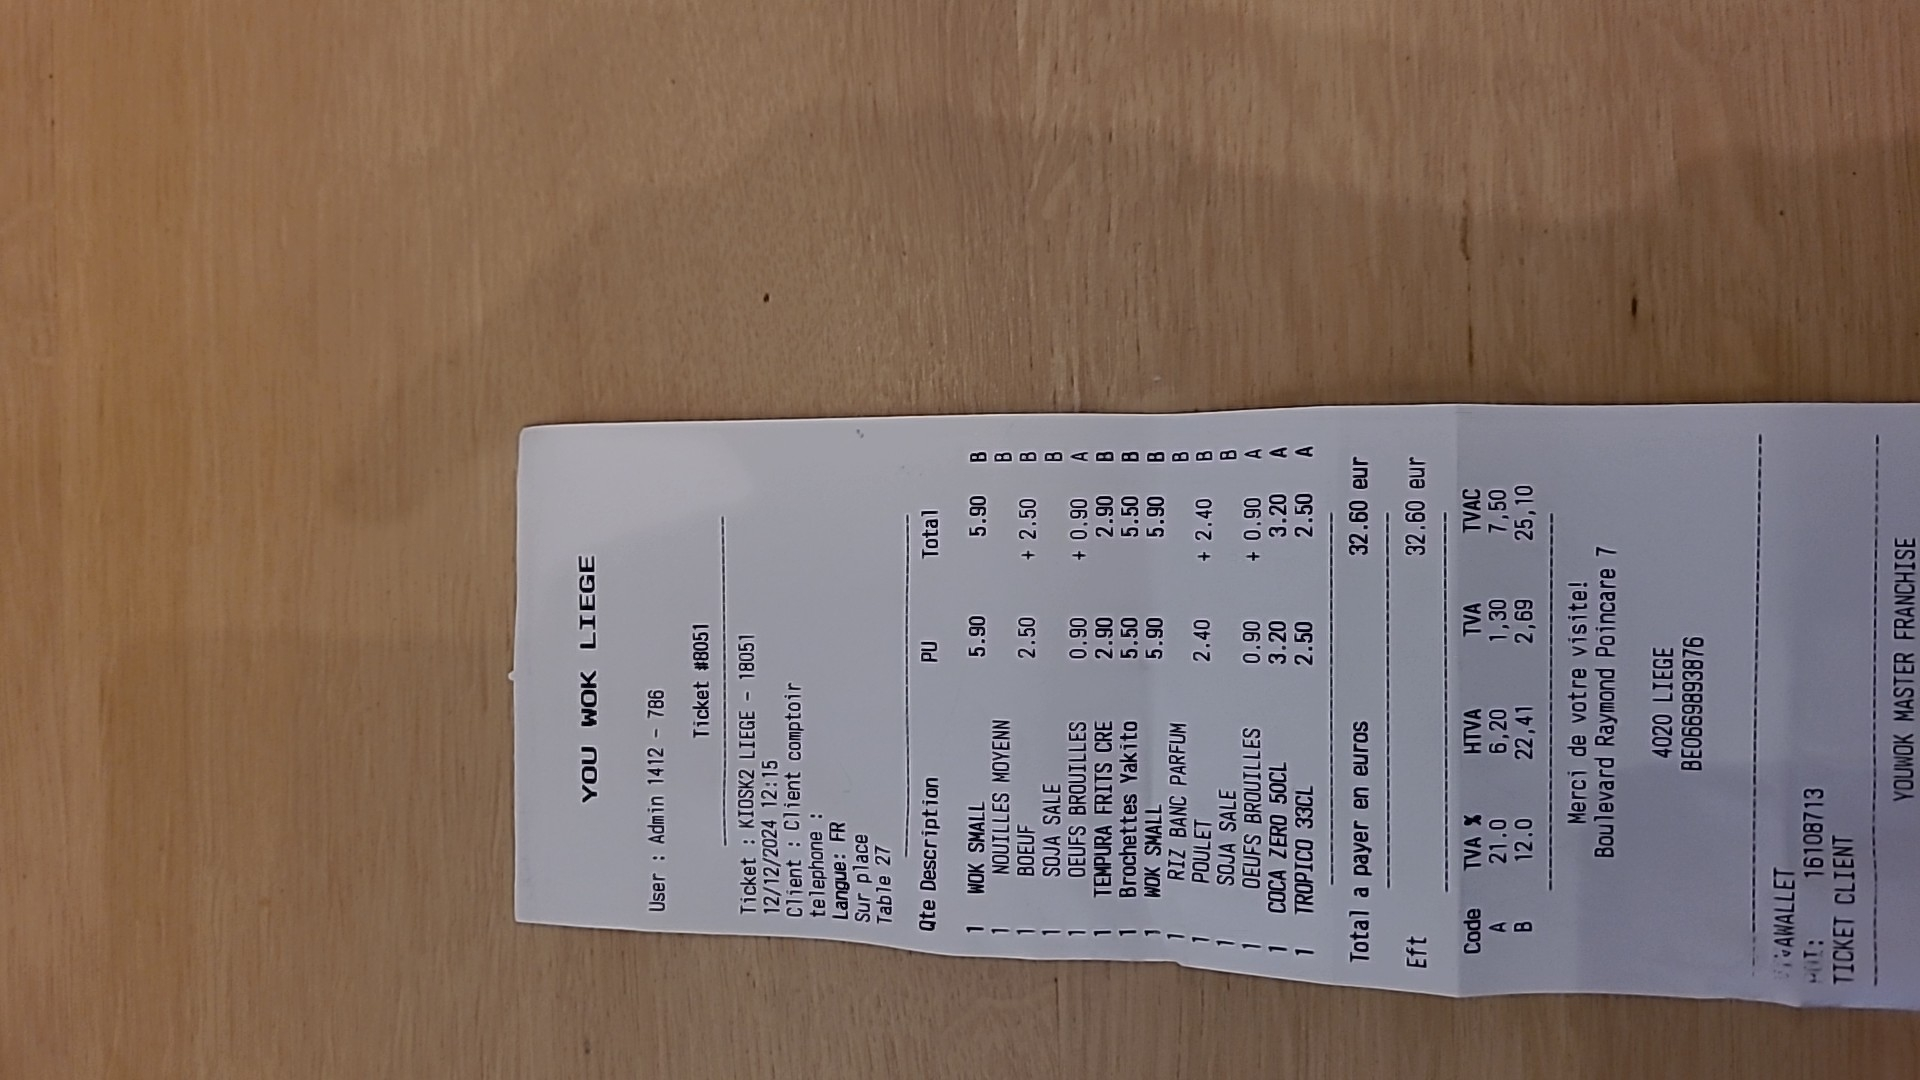 YOU WOK LIEGE
User : Admin 1412 - 786
Ticket #8051
Ticket : KIOSK2 LIEGE - 18051
12/12/2024 12:15
Client : Client comptoir
telephone :
Langue: FR
Sur place
Table 27
Qte Description PU Total
1 WOK SMALL 5.90 5.90 B
1 NOUILLES MOYENN B
1 BOEUF 2.50 + 2.50 B
1 SOJA SALE B
1 OEUFS BROUILLES 0.90 + 0.90 A
1 TEMPURA FRITS CRE 2.90 2.90 B
1 Brochettes Yakito 5.50 5.50 B
1 WOK SMALL 5.90 5.90 B
1 RIZ BANC PARFUM B
1 POULET 2.40 + 2.40 B
1 SOJA SALE B
1 OEUFS BROUILLES 0.90 + 0.90 A
1 COCA ZERO 50CL 3.20 3.20 A
1 TROPICO 33CL 2.50 2.50 A
Total a payer en euros 32.60 eur
Eft 32.60 eur
Code TVA % HTVA TVA TVAC
A 21.0 6,20 1,30 7,50
B 12.0 22,41 2,69 25,10
Merci de votre visite!
Boulevard Raymond Poincare 7
4020 LIEGE
BE0669893876
16108713
TICKET CLIENT
YOUWOK MASTER FRANCHISE